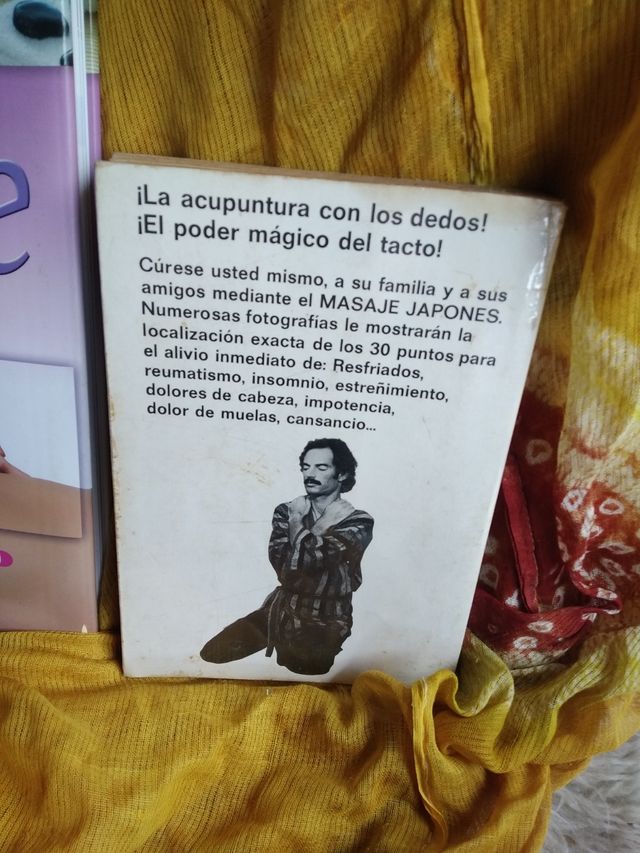 ¡La acupuntura con los dedos!
¡El poder mágico del tacto!
Cúrese usted mismo, a su familia y a sus
amigos mediante el MASAJE JAPONES.
Numerosas fotografías le mostrarán la
localización exacta de los 30 puntos para
el alivio inmediato de: Resfriados,
reumatismo, insomnio, estreñimiento,
dolores de cabeza, impotencia,
dolor de muelas, cansancio...